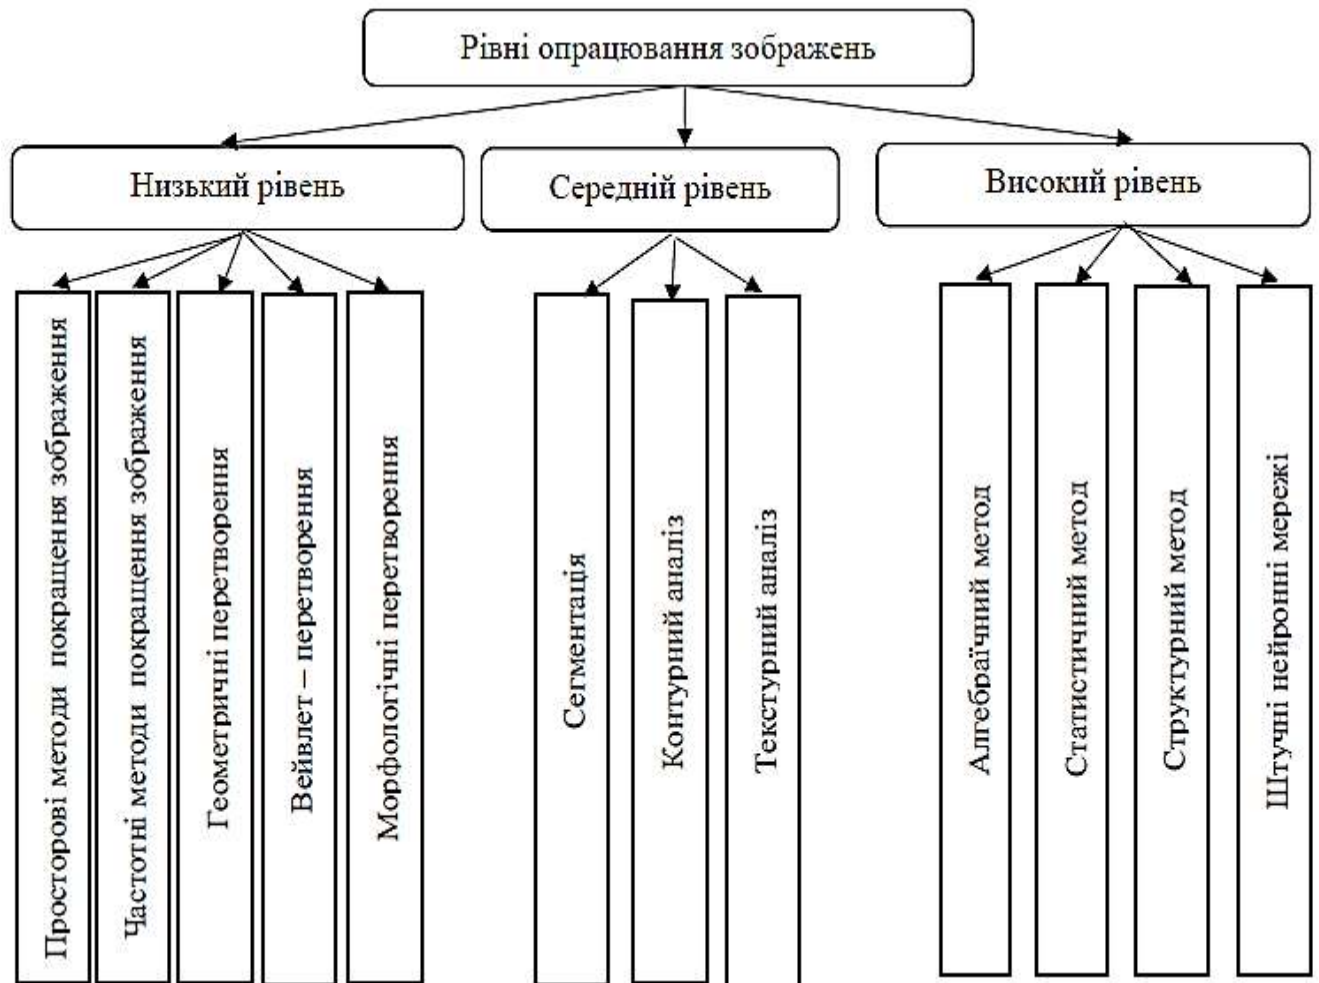 Рівні опрацювання зображень
Низький рівень
Середній рівень
Високий рівень
Просторові методи покращення зображення
Частотні методи покращення зображення
Геометричні перетворення
Вейвлет – перетворення
Морфологічні перетворення
Сегментація
Контурний аналіз
Текстурний аналіз
Алгебраїчний метод
Статистичний метод
Структурний метод
Штучні нейронні мережі